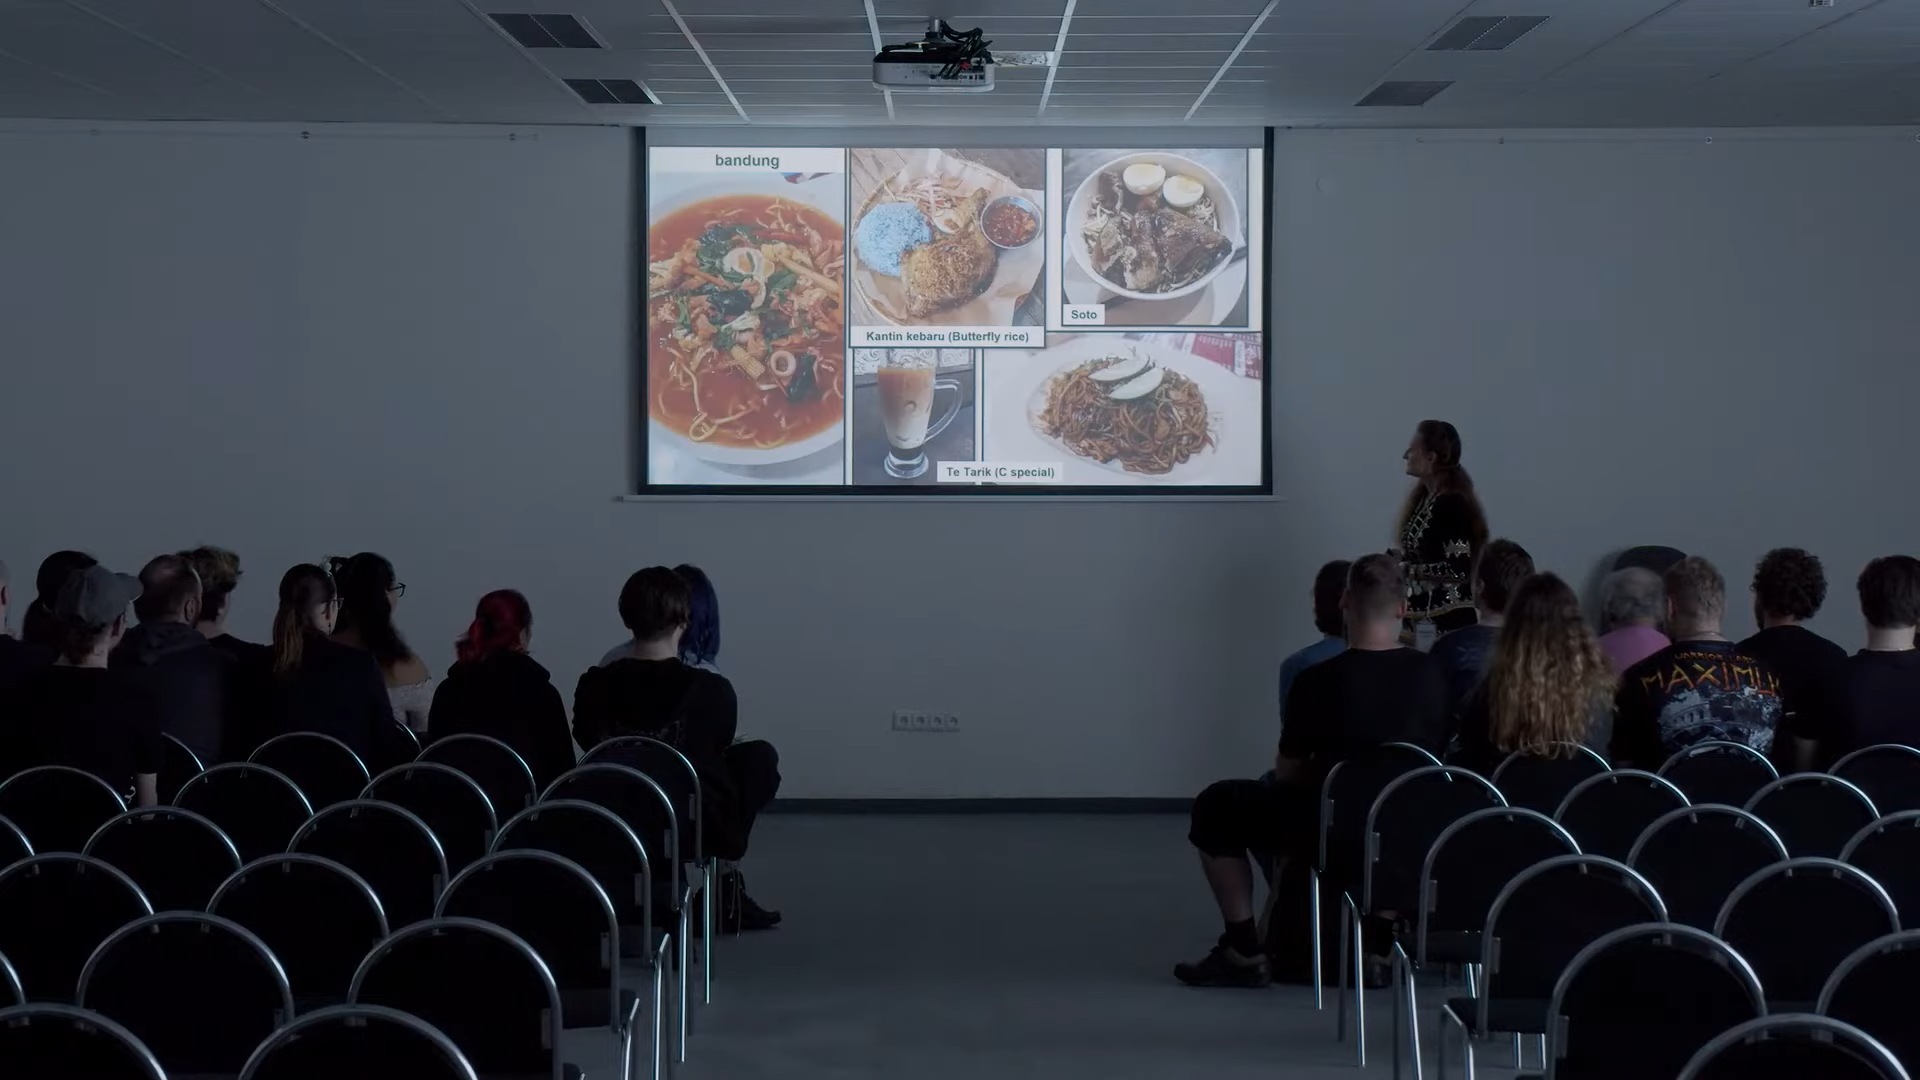 bandung
Kantin kebaru (Butterfly rice)
Soto
Te Tarik (C special)
MAXIMU